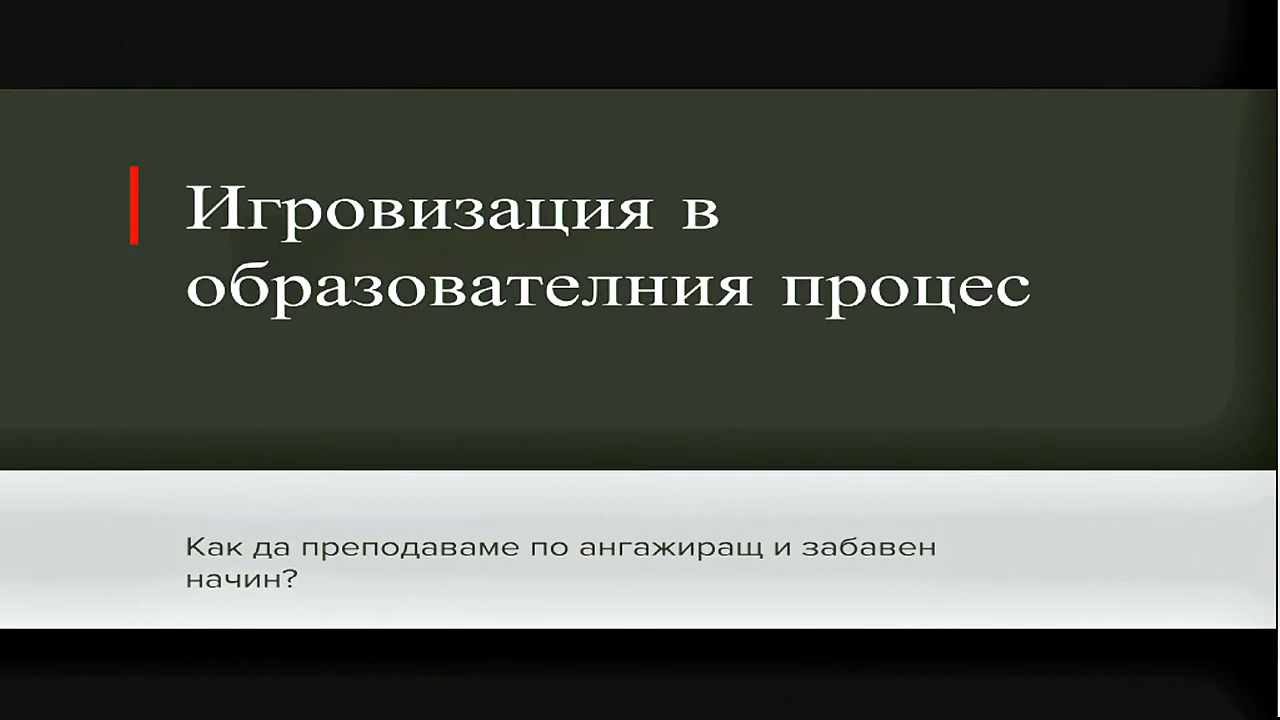 Игровизация в
образователния процес
Как да преподаваме по ангажиращ и забавен
начин?